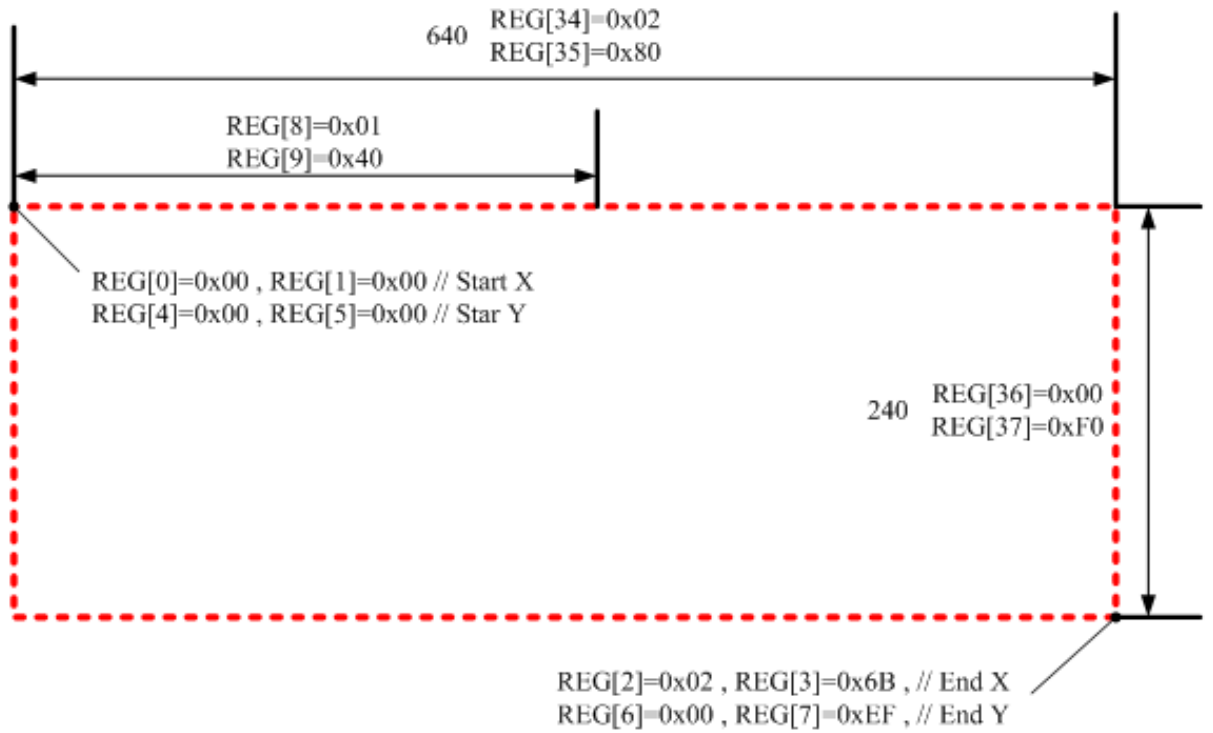 640
REG[34]=0x02
REG[35]=0x80
REG[8]=0x01
REG[9]=0x40
REG[0]=0x00 , REG[1]=0x00 // Start X
REG[4]=0x00 , REG[5]=0x00 // Star Y
240
REG[36]=0x00
REG[37]=0xF0
REG[2]=0x02 , REG[3]=0x6B , // End X
REG[6]=0x00 , REG[7]=0xEF , // End Y